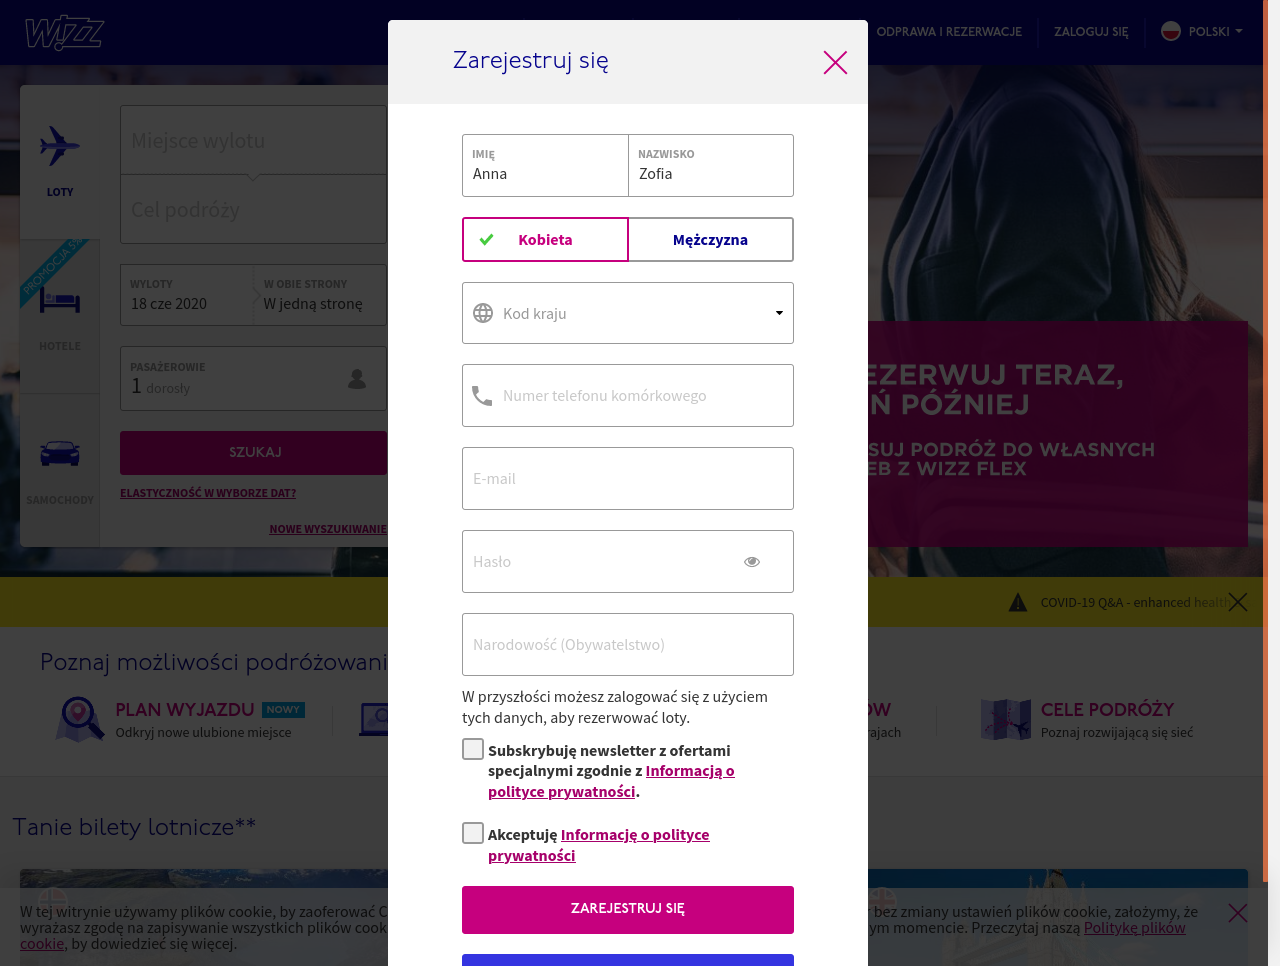 WIZZ
ODPRAWA I REZERWACJE
ZALOGUJ SIĘ
POLSKI
Zarejestruj się
Miejsce wylotu
Cel podróży
LOTY
PROMOCJA 5%
HOTELE
SAMOCHODY
WYLOTY
18 cze 2020
W OBIE STRONY
W jedną stronę
PASAŻEROWIE
1 dorosły
SZUKAJ
ELASTYCZNOŚĆ W WYBORZE DAT?
NOWE WYSZUKIWANIE
IMIĘ
Anna
NAZWISKO
Zofia
Kobieta
Mężczyzna
Kod kraju
Numer telefonu komórkowego
E-mail
Hasło
Narodowość (Obywatelstwo)
W przyszłości możesz zalogować się z użyciem
tych danych, aby rezerwować loty.
Subskrybuję newsletter z ofertami
specjalnymi zgodnie z Informacją o
polityce prywatności.
Akceptuję Informację o polityce
prywatności
ZAREJESTRUJ SIĘ
EZERWUJ TERAZ,
Ń PÓŹNIEJ
SUJ PODRÓŻ DO WŁASNYCH
EB Z WIZZ FLEX
COVID-19 Q&A - enhanced health
Poznaj możliwości podróżowani
PLAN WYJAZDU NOWY
Odkryj nowe ulubione miejsce
ÓW
rajach
CELE PODRÓŻY
Poznaj rozwijającą się sieć
Tanie bilety lotnicze**
W tej witrynie używamy plików cookie, by zaoferować C
wyrażasz zgodę na zapisywanie wszystkich plików cook
cookie, by dowiedzieć się więcej.
r bez zmiany ustawień plików cookie, założymy, że
ym momencie. Przeczytaj naszą Politykę plików